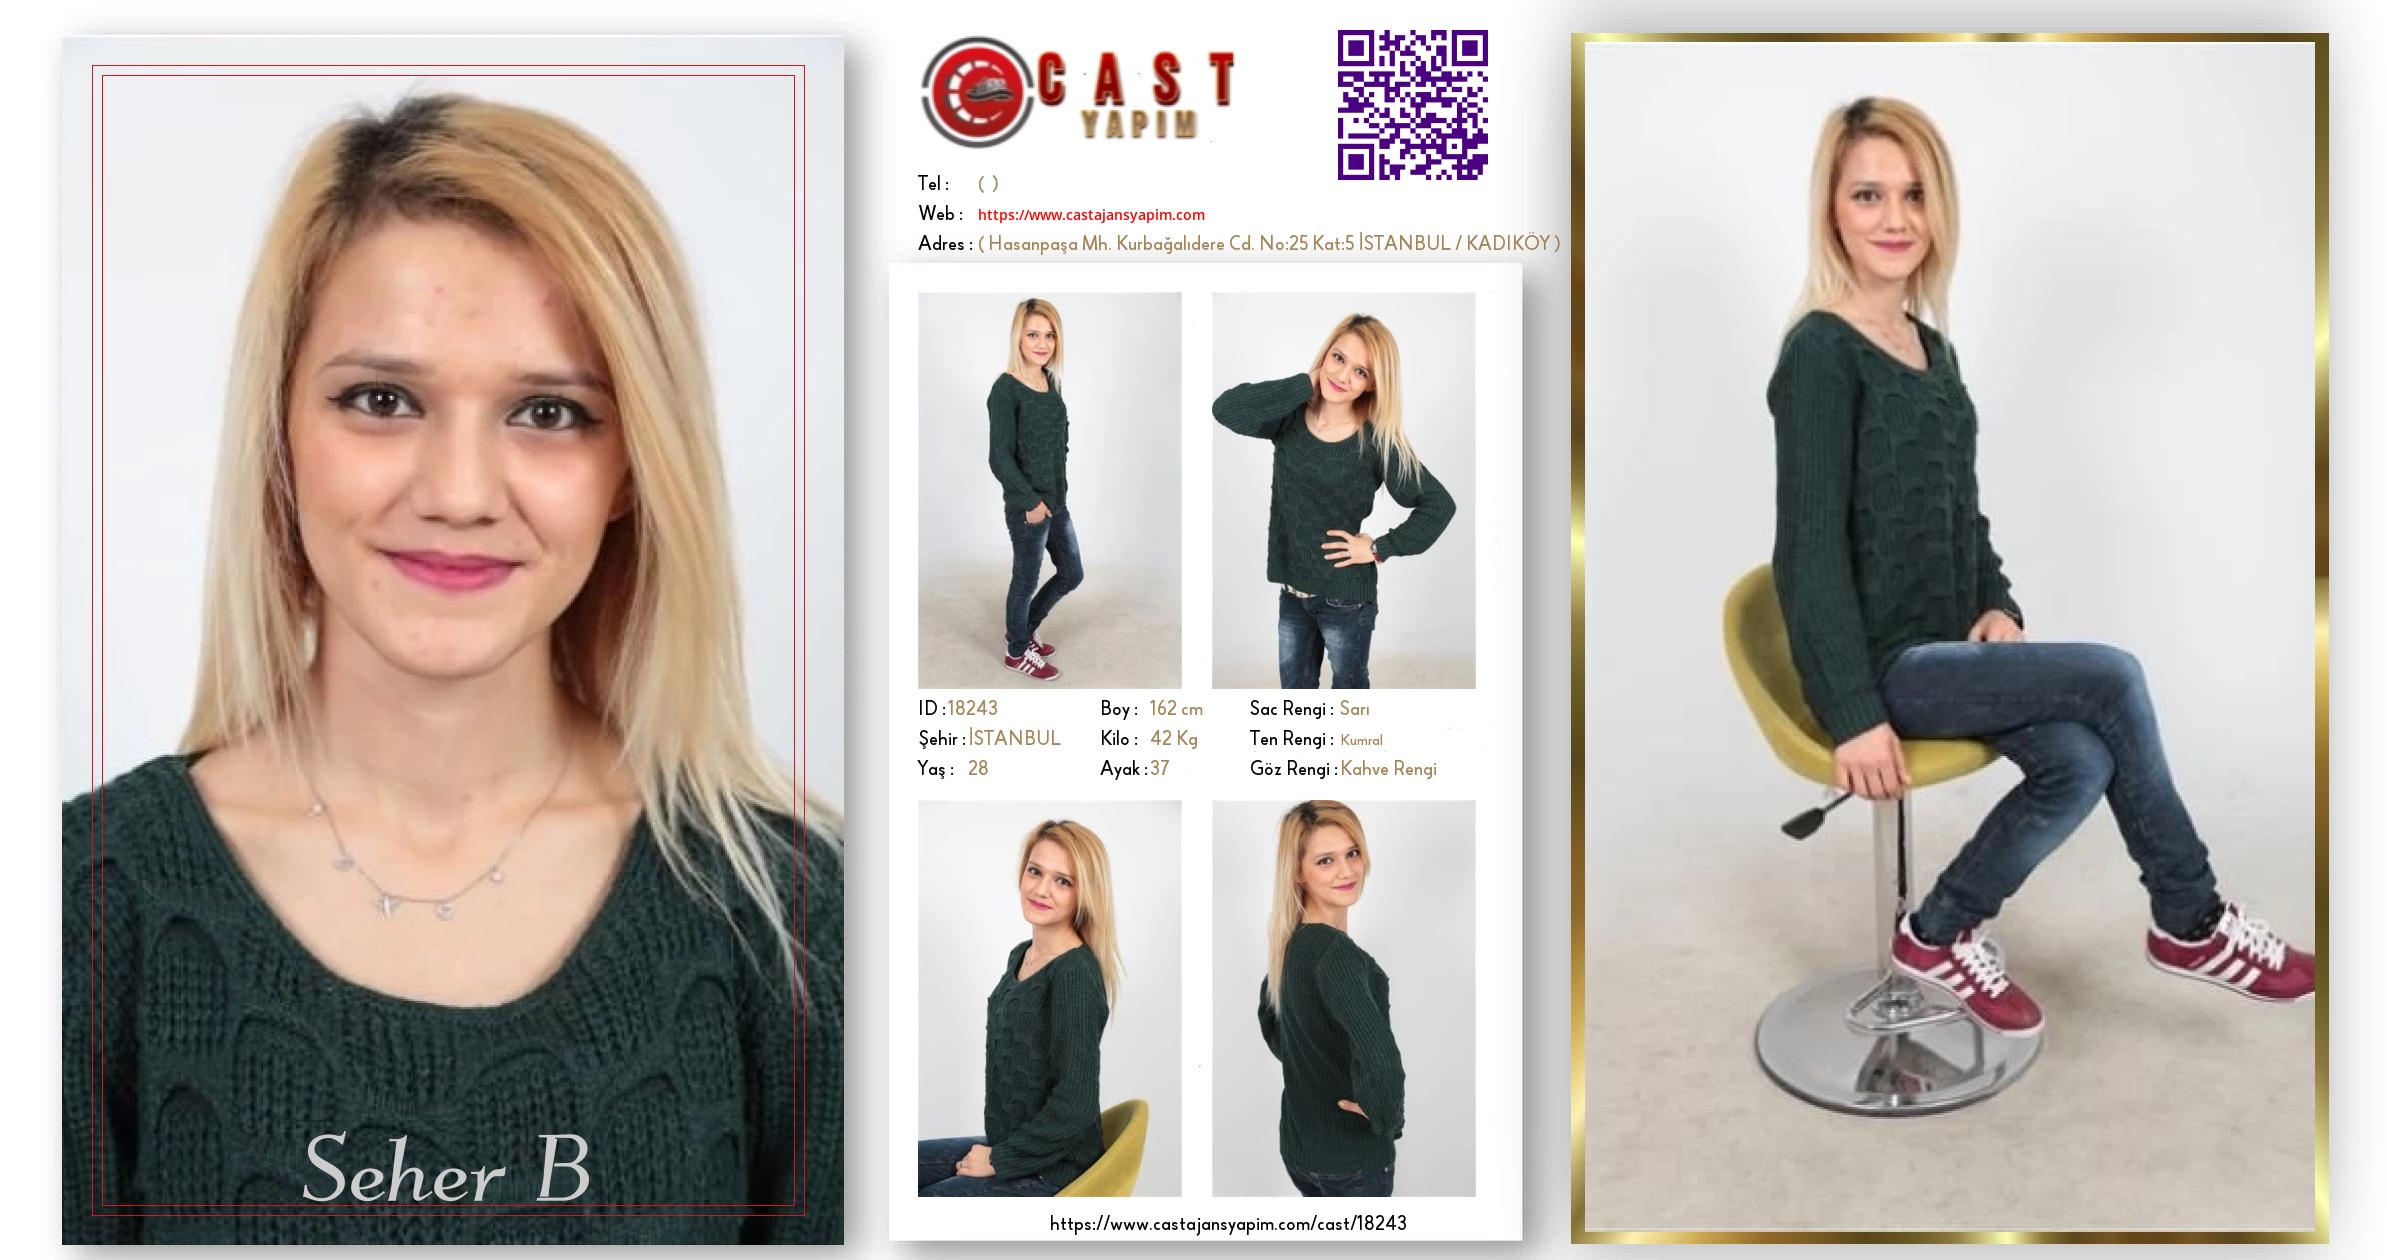 Seher B
CAST
YAPIM
Tel : ( )
Web : https://www.castajansyapim.com
Adres : ( Hasanpaşa Mh. Kurbağalıdere Cd. No:25 Kat:5 İSTANBUL / KADIKÖY )
ID : 18243 Boy : 162 cm Sac Rengi : Sarı
Şehir : İSTANBUL Kilo : 42 Kg Ten Rengi : Kumral
Yaş : 28 Ayak : 37 Göz Rengi : Kahve Rengi
https://www.castajansyapim.com/cast/18243